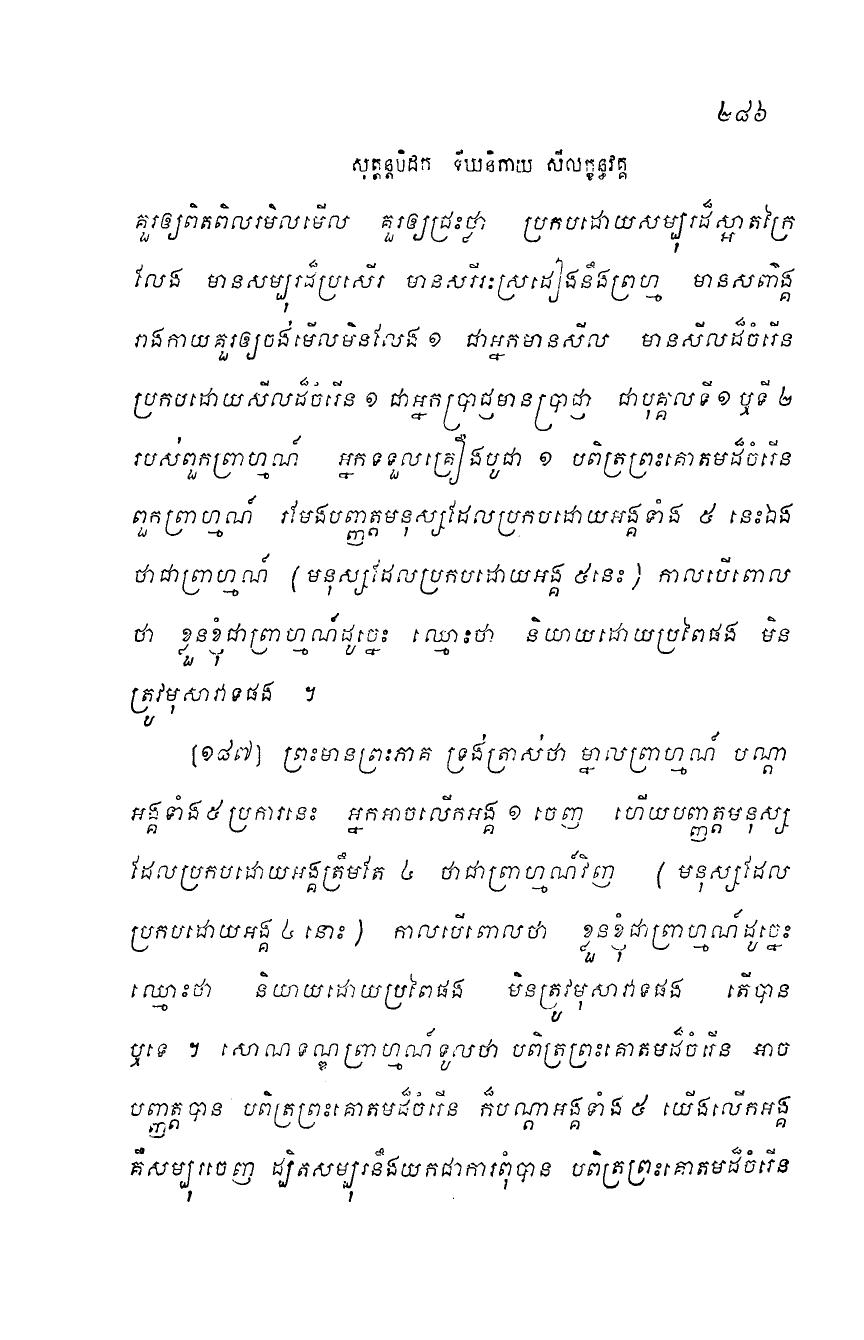 ២៨៦
សុត្តន្តបិដក ទីឃនិកាយ សីលក្ខន្ធវគ្គ
គួរឲ្យពិតពិលរមិលមើល គួរឲ្យជ្រះថ្លា ប្រកបដោយសម្បុរដ៏ស្អាតក្រៃ
លែង មានសម្បុរដ៏ប្រសើរ មានសរីរៈស្រដៀងនឹងព្រហ្ម មានសព៌ាង្គ
រាងកាយគួរឲ្យចង់មើលមិនលែង ១ ជាអ្នកមានសីល មានសីលដ៏ចំរើន
ប្រកបដោយសីលដ៏ចំរើន ១ ជាអ្នកប្រាជ្ញមានប្រាជ្ញា ជាបុគ្គលទី ១ ឬទី ២
របស់ពួកព្រាហ្មណ៍ អ្នកទទួលគ្រឿងបូជា ១ បពិត្រព្រះគោតមដ៏ចំរើន
ពួកព្រាហ្មណ៍ រមែងបញ្ញត្តមនុស្សដែលប្រកបដោយអង្គទាំង ៥ នេះឯង
ថាជាព្រាហ្មណ៍ (មនុស្សដែលប្រកបដោយអង្គ ៥នេះ) កាលបើពោល
ថា ខ្លួនខ្ញុំជាព្រាហ្មណ៍ដូច្នេះ ឈ្មោះថា និយាយដោយប្រពៃផង មិន
ត្រូវមុសាវាទផង ។
[១៨៧] ព្រះមានព្រះភាគ ទ្រង់ត្រាស់ថា ម្នាលព្រាហ្មណ៍ បណ្តា
អង្គទាំង៥ប្រការនេះ អ្នកអាចលើកអង្គ ១ ចេញ ហើយបញ្ញត្តមនុស្ស
ដែលប្រកបដោយអង្គត្រឹមតែ ៤ ថាជាព្រាហ្មណ៍វិញ (មនុស្សដែល
ប្រកបដោយអង្គ ៤ នោះ) កាលបើពោលថា ខ្លួនខ្ញុំជាព្រាហ្មណ៍ដូច្នេះ
ឈ្មោះថា និយាយដោយប្រពៃផង មិនត្រូវមុសាវាទផង តើបាន
ឬទេ ។ សោណទណ្ឌព្រាហ្មណ៍ទូលថា បពិត្រព្រះគោតមដ៏ចំរើន អាច
បញ្ញត្តបាន បពិត្រព្រះគោតមដ៏ចំរើន ក៏បណ្តាអង្គទាំង ៥ យើងលើកអង្គ
គឺសម្បុរចេញ ដ្បិតសម្បុរនឹងយកជាការពុំបាន បពិត្រព្រះគោតមដ៏ចំរើន